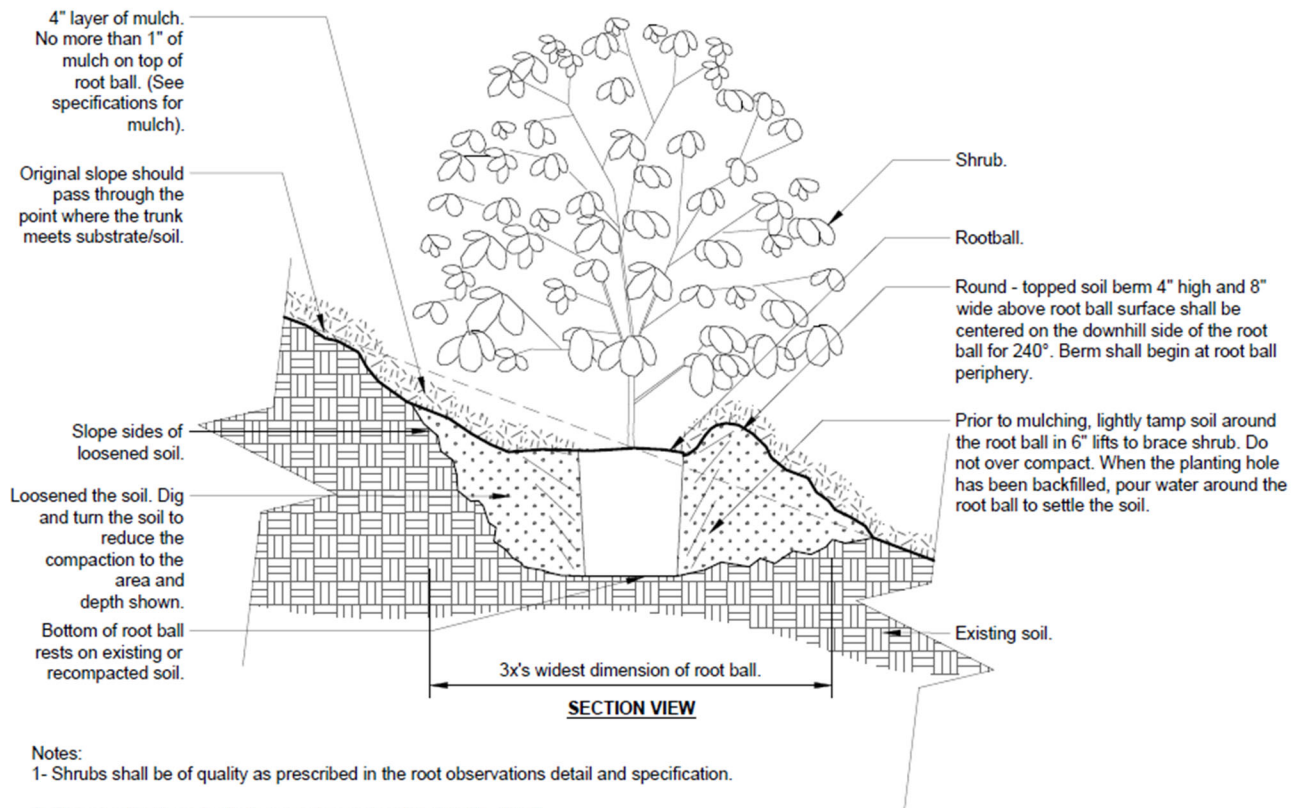 4" layer of mulch.
No more than 1" of
mulch on top of
root ball. (See
specifications for
mulch).
Original slope should
pass through the
point where the trunk
meets substrate/soil.
Slope sides of
loosened soil.
Loosened the soil. Dig
and turn the soil to
reduce the
compaction to the
area and
depth shown.
Bottom of root ball
rests on existing or
recompacted soil.
Shrub.
Rootball.
Round - topped soil berm 4" high and 8"
wide above root ball surface shall be
centered on the downhill side of the root
ball for 240°. Berm shall begin at root ball
periphery.
Prior to mulching, lightly tamp soil around
the root ball in 6" lifts to brace shrub. Do
not over compact. When the planting hole
has been backfilled, pour water around the
root ball to settle the soil.
Existing soil.
3x's widest dimension of root ball.
SECTION VIEW
Notes:
1- Shrubs shall be of quality as prescribed in the root observations detail and specification.